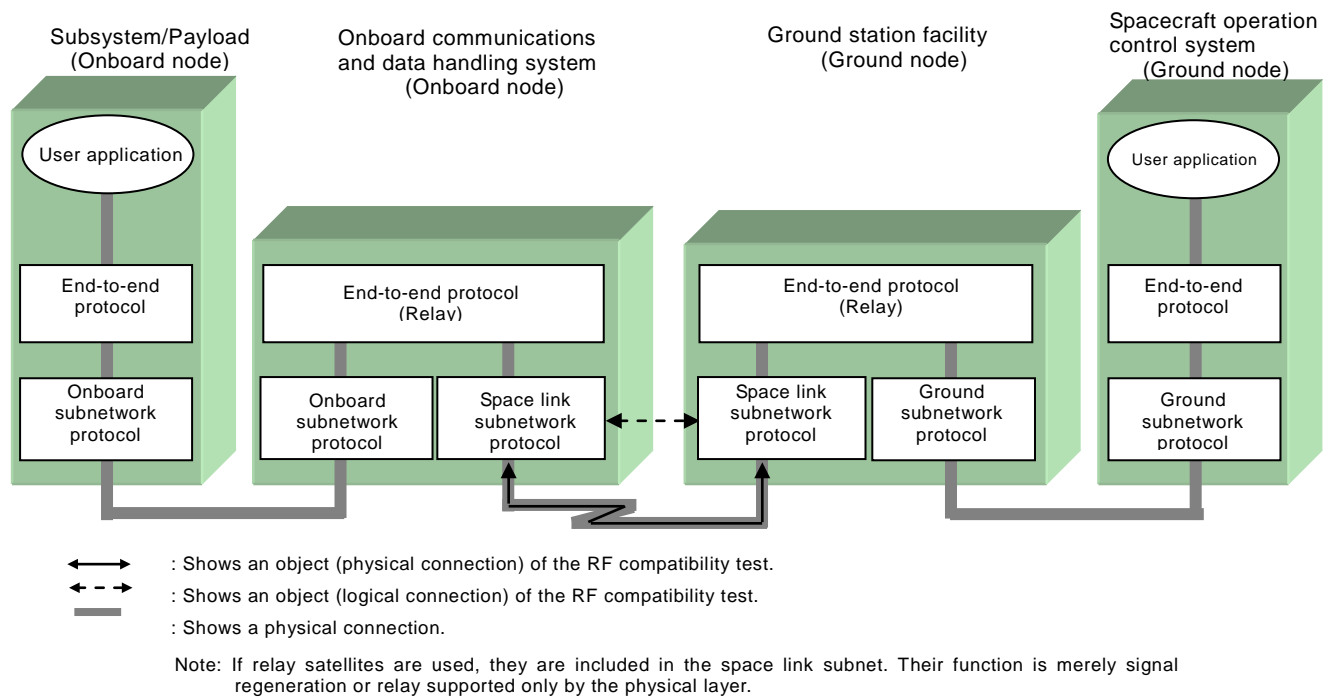 Subsystem/Payload
(Onboard node)
Onboard communications
and data handling system
(Onboard node)
Ground station facility
(Ground node)
Spacecraft operation
control system
(Ground node)
User application
End-to-end
protocol
Onboard
subnetwork
protocol
End-to-end protocol
(Relay)
Onboard
subnetwork
protocol
Space link
subnetwork
protocol
End-to-end protocol
(Relay)
Space link
subnetwork
protocol
Ground
subnetwork
protocol
User application
End-to-end
protocol
Ground
subnetwork
protocol
: Shows an object (physical connection) of the RF compatibility test.
: Shows an object (logical connection) of the RF compatibility test.
: Shows a physical connection.
Note: If relay satellites are used, they are included in the space link subnet. Their function is merely signal
regeneration or relay supported only by the physical layer.